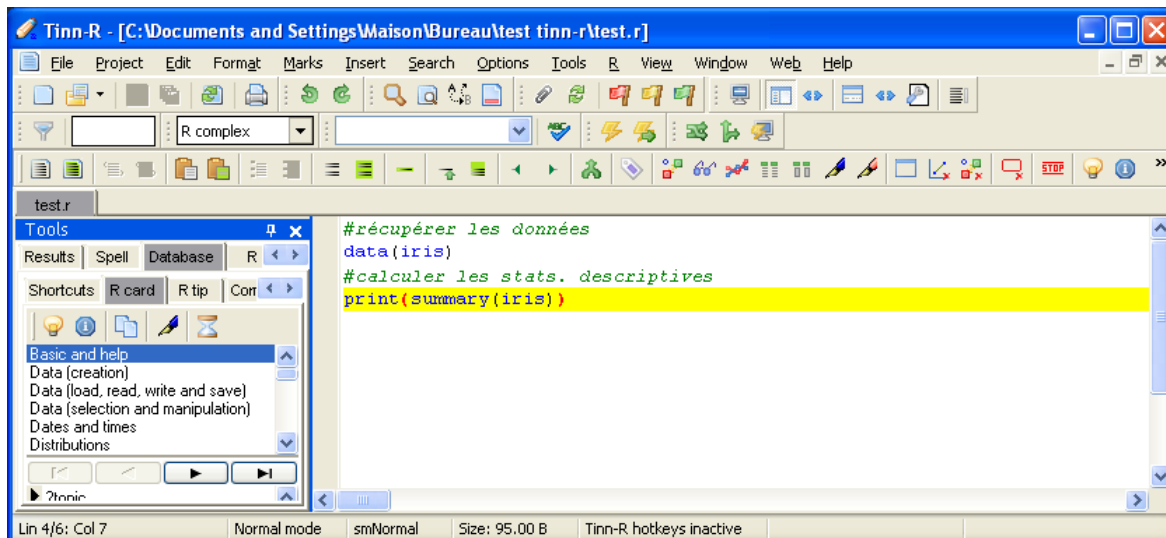 Tinn-R - [C:\Documents and Settings\Maison\Bureau\test tinn-r\test.r]
File Project Edit Format Marks Insert Search Options Tools R View Window Web Help
R complex
ABC
STOP
test.r
Tools
Results Spell Database R
Shortcuts R card R tip
Basic and help
Data (creation)
Data (load, read, write and save)
Data (selection and manipulation)
Dates and times
Distributions
?topic
#récupérer les données
data(iris)
#calculer les stats. descriptives
print(summary(iris))
Lin 4/6: Col 7 Normal mode smNormal Size: 95.00 B Tinn-R hotkeys inactive